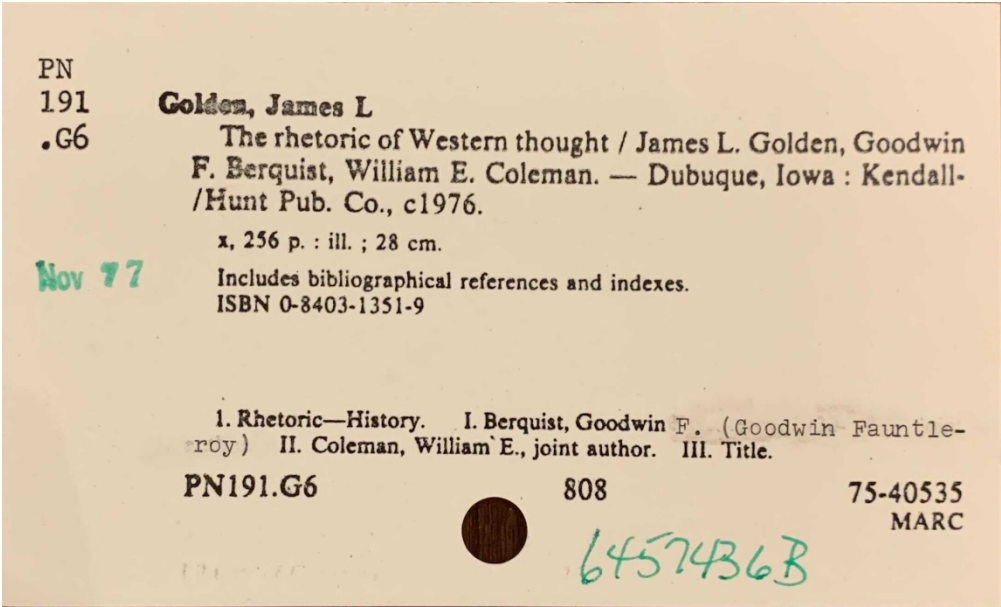 PN
191 Golden, James L
.G6 The rhetoric of Western thought / James L. Golden, Goodwin
F. Berquist, William E. Coleman. — Dubuque, Iowa : Kendall-
/Hunt Pub. Co., c1976.
x, 256 p. : ill. ; 28 cm.
Nov 77 Includes bibliographical references and indexes.
ISBN 0-8403-1351-9
1. Rhetoric—History. I. Berquist, Goodwin F. (Goodwin Fauntle-
roy) II. Coleman, William E., joint author. III. Title.
PN191.G6 808 75-40535
MARC
6457436B